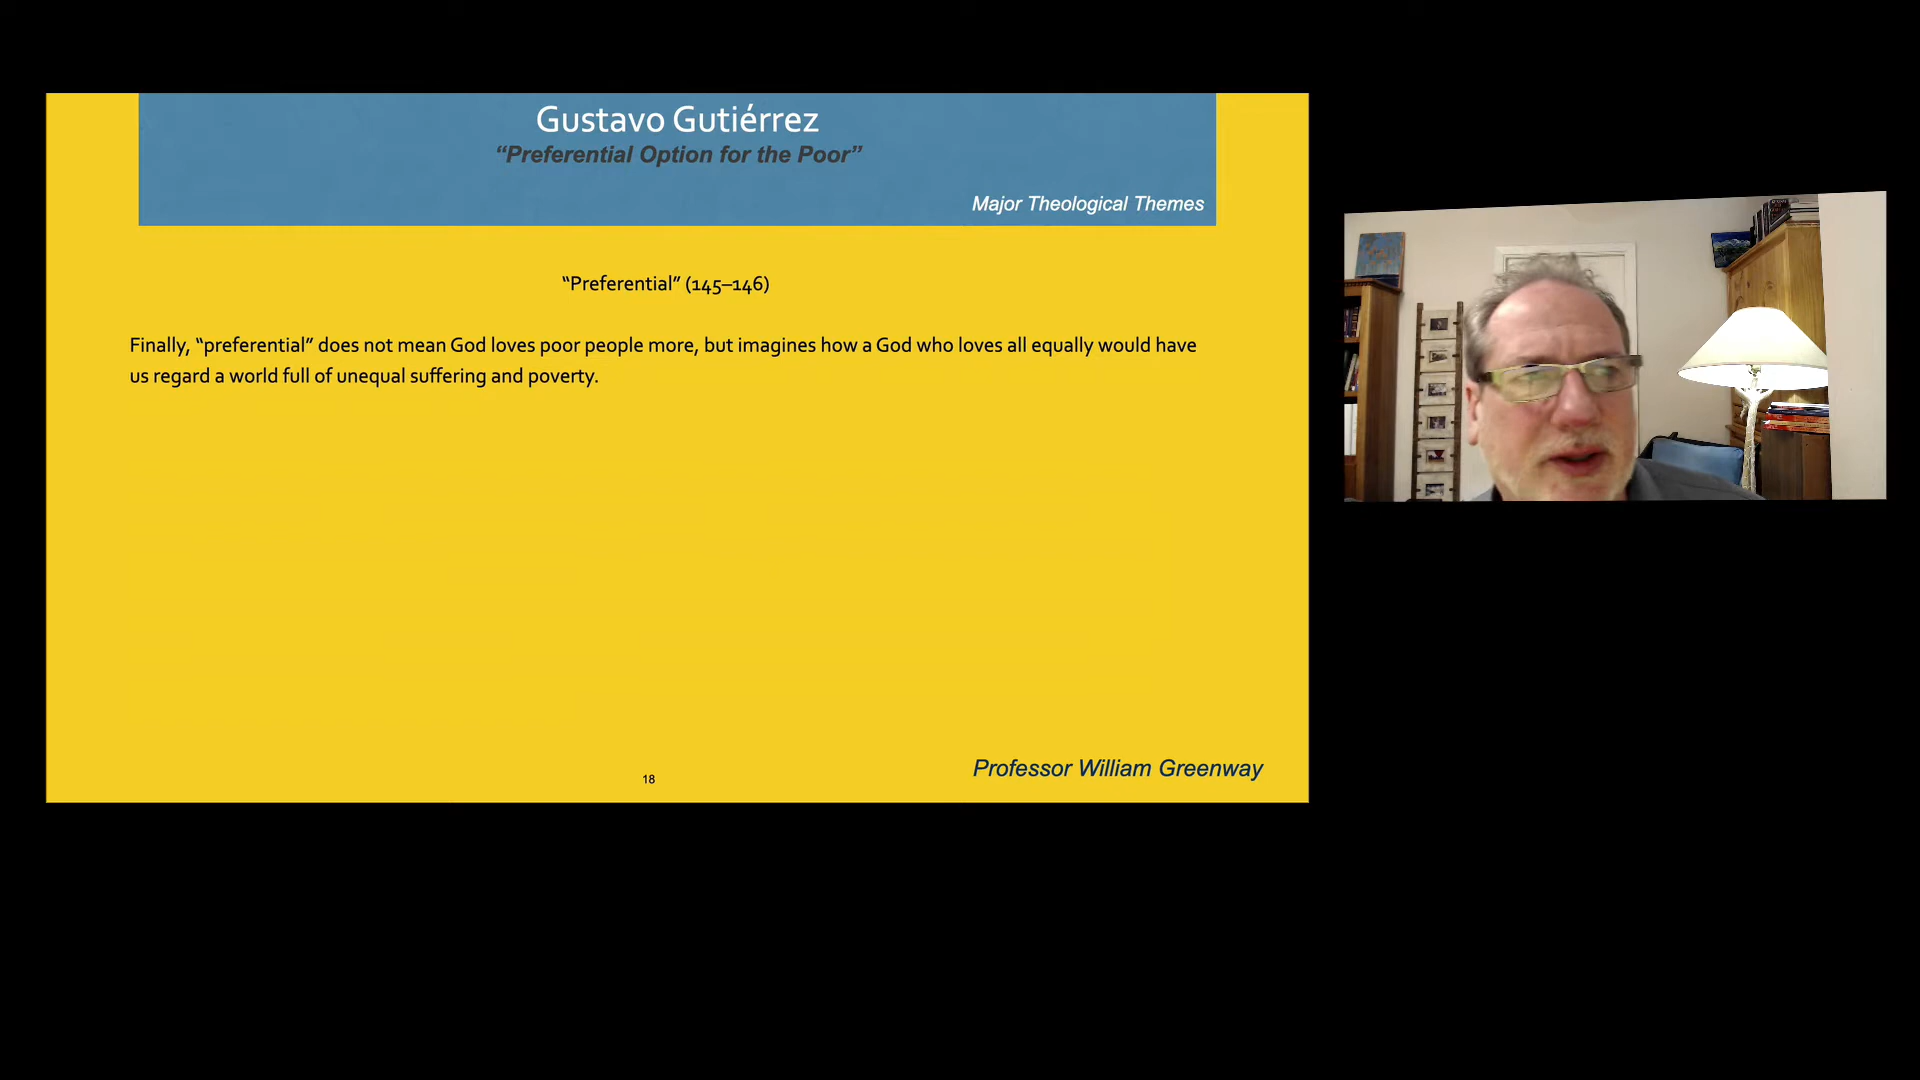 Gustavo Gutiérrez
“Preferential Option for the Poor”
Major Theological Themes
“Preferential” (145–146)
Finally, “preferential” does not mean God loves poor people more, but imagines how a God who loves all equally would have
us regard a world full of unequal suffering and poverty.
18
Professor William Greenway